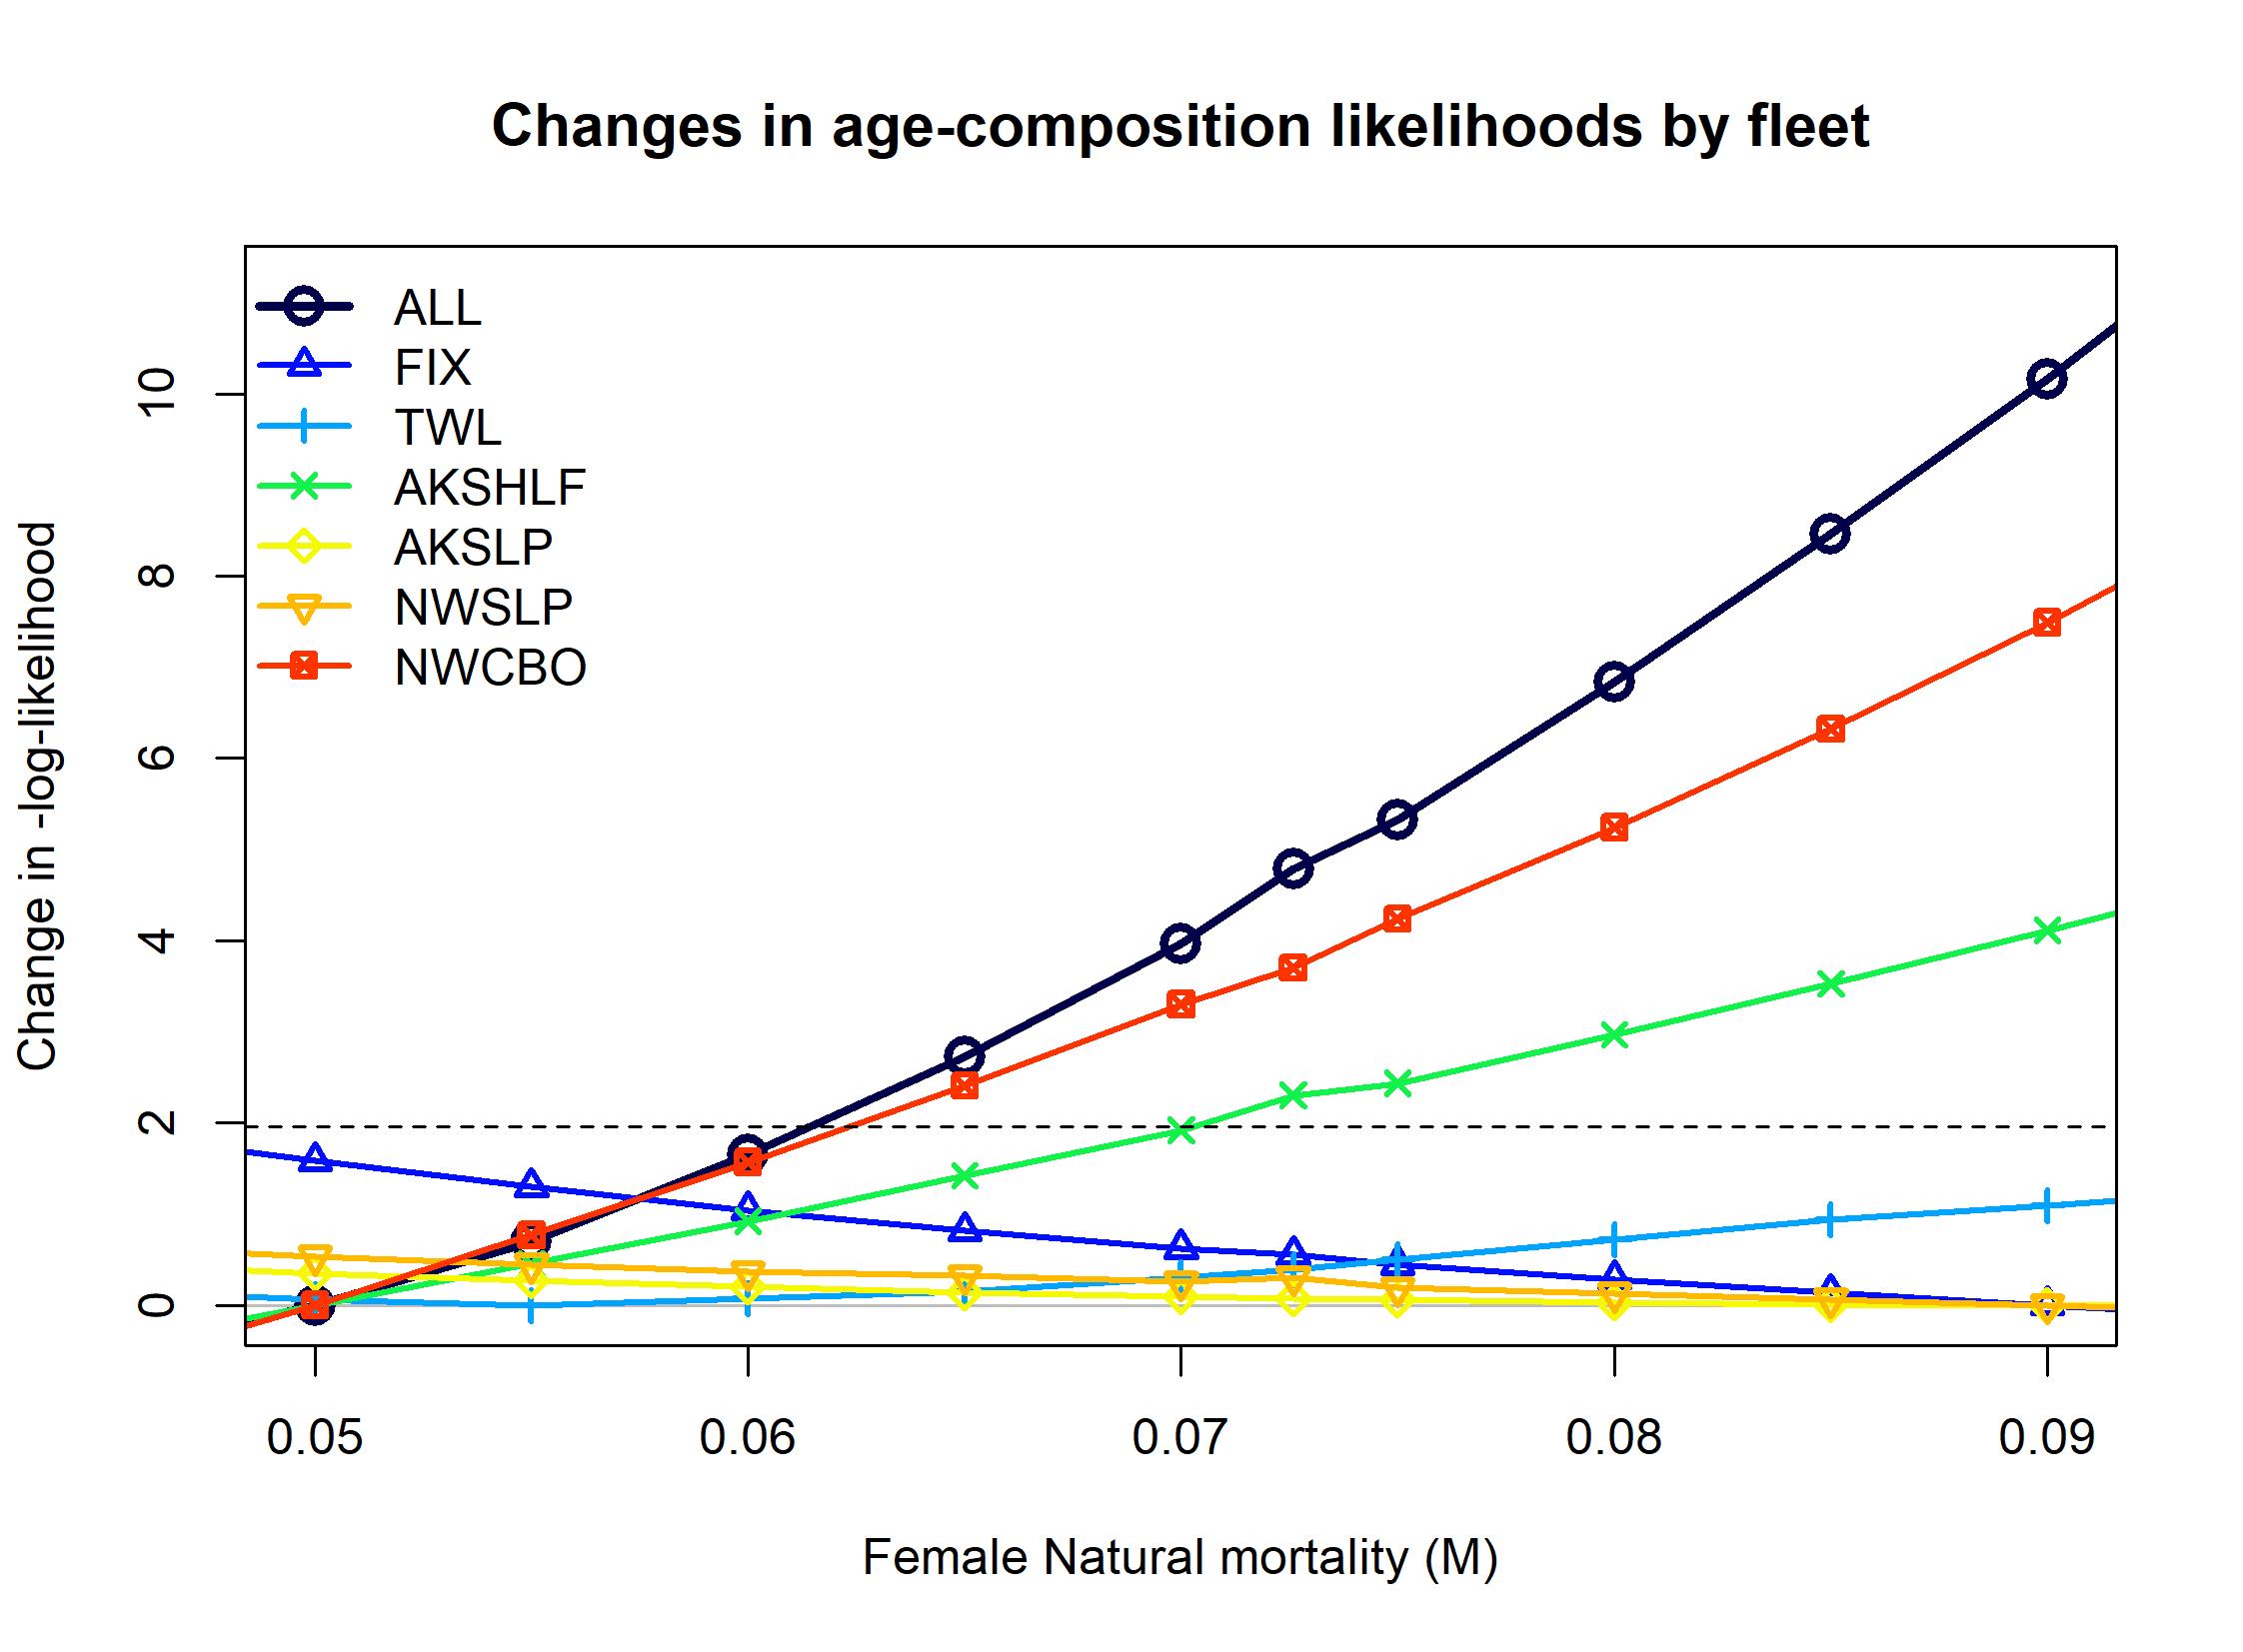 Changes in age-composition likelihoods by fleet
ALL
FIX
TWL
AKSHLF
AKSLP
NWSLP
NWCBO
Change in -log-likelihood
10
8
6
4
2
0
0.05 0.06 0.07 0.08 0.09
Female Natural mortality (M)